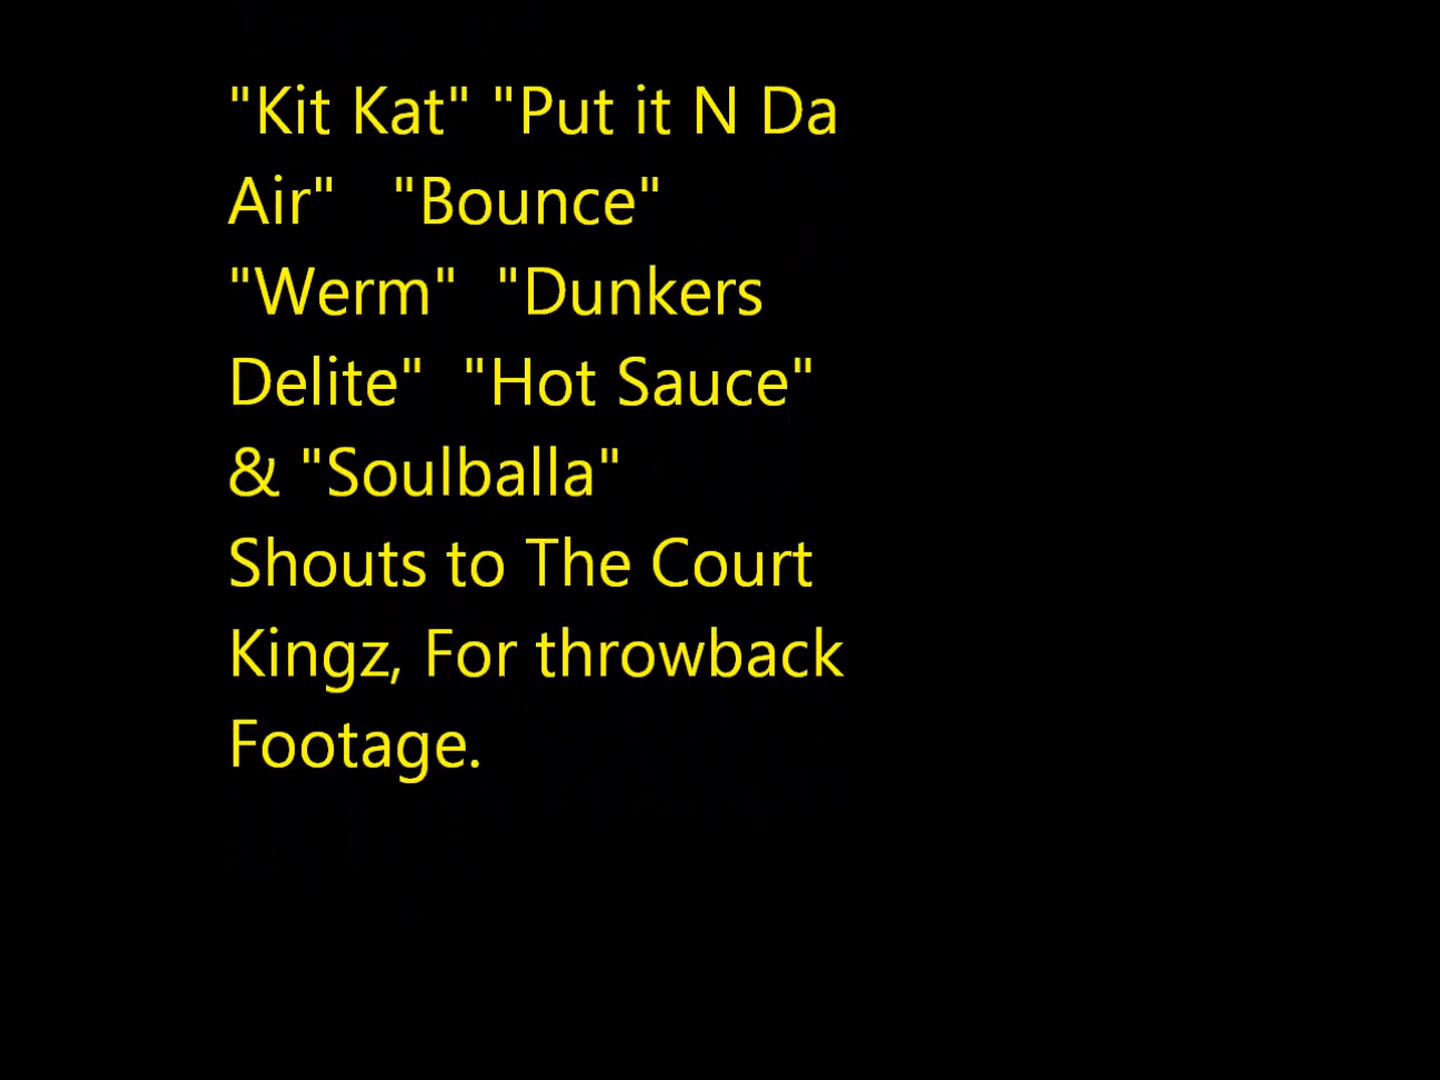 "Kit Kat" "Put it N Da
Air"   "Bounce"
"Werm"  "Dunkers
Delite"  "Hot Sauce"
& "Soulballa"
Shouts to The Court
Kingz, For throwback
Footage.